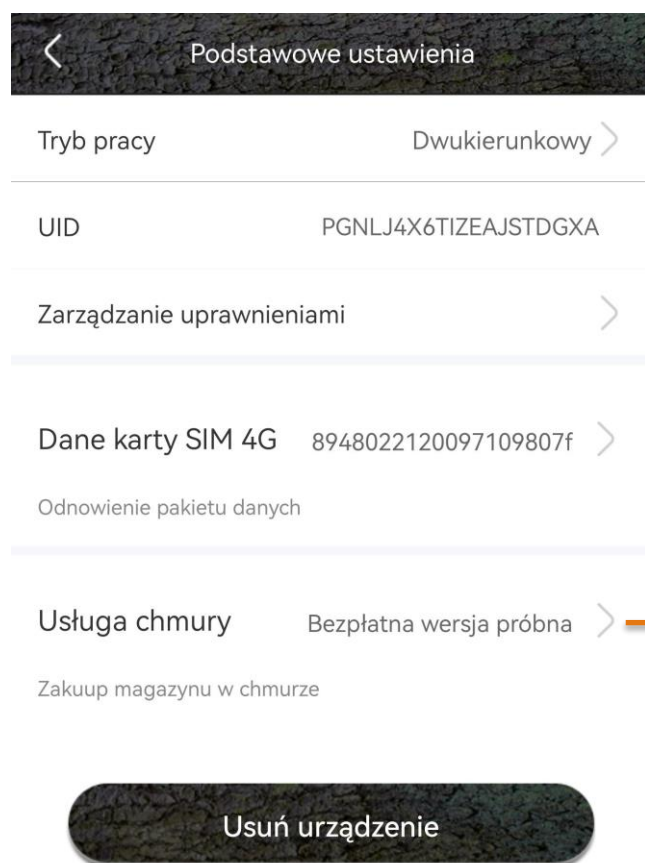 Podstawowe ustawienia
Tryb pracy Dwukierunkowy
UID PGNLJ4X6TIZEAJSTDGXA
Zarządzanie uprawnieniami
Dane karty SIM 4G 8948022120097109807f
Odnowienie pakietu danych
Usługa chmury Bezpłatna wersja próbna
Zakuup magazynu w chmurze
Usuń urządzenie